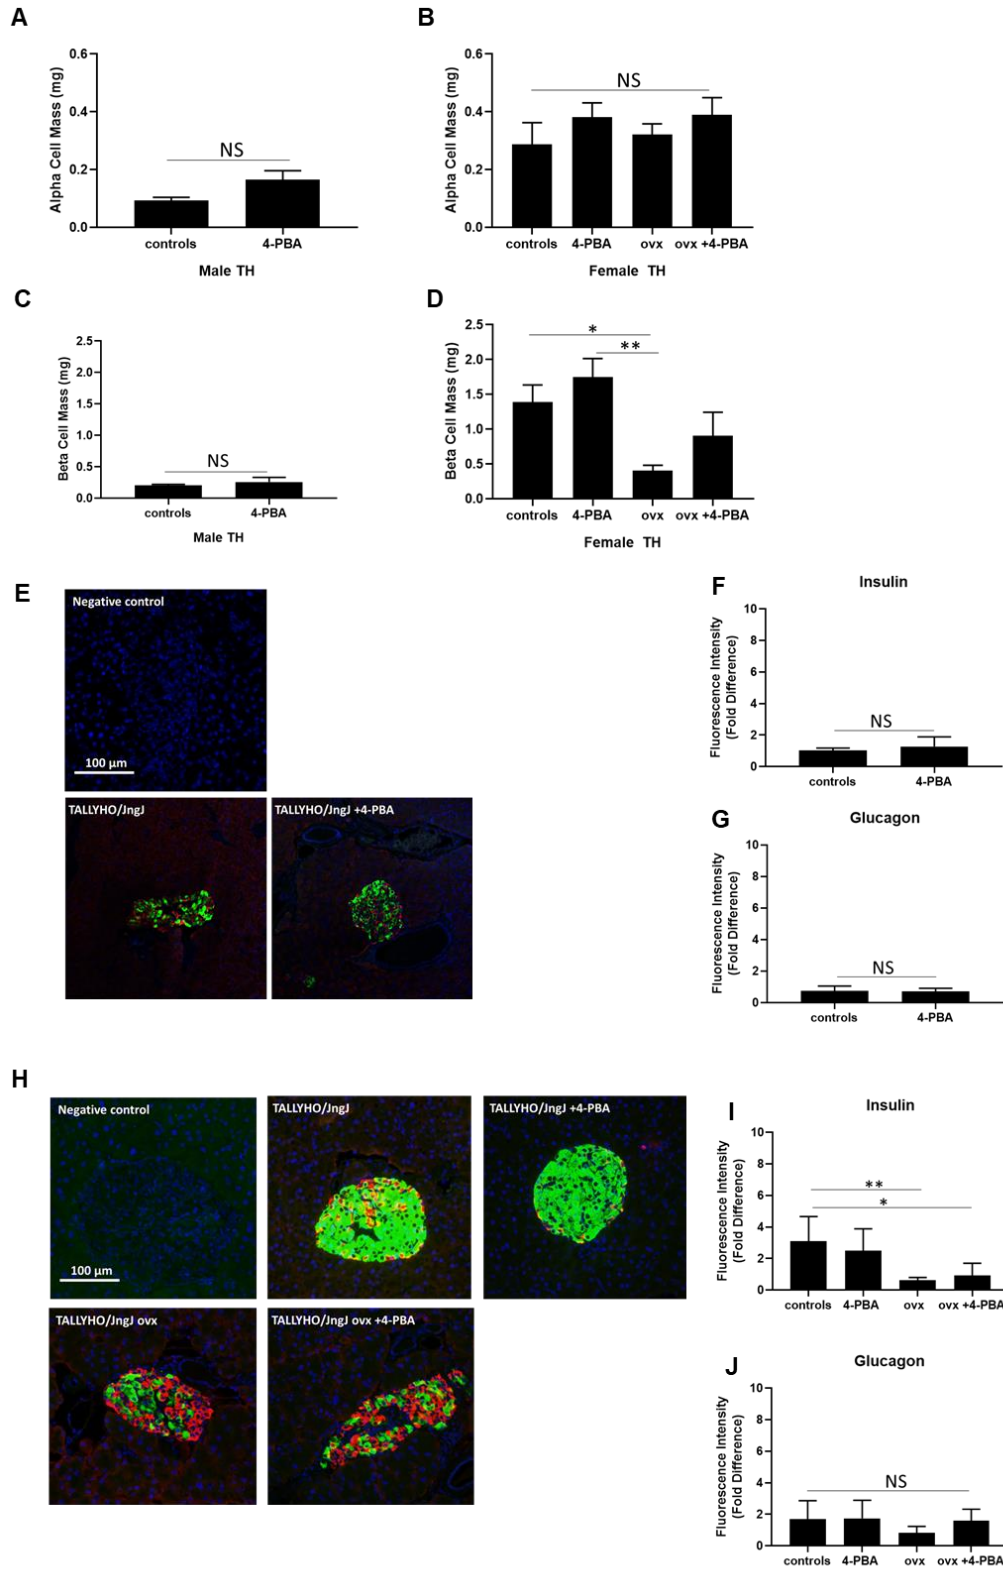 A
B
0.6
0.4
0.2
0.0
Alpha Cell Mass (mg)
NS
controls
4-PBA
Male TH
0.6
0.4
0.2
0.0
Alpha Cell Mass (mg)
NS
controls
4-PBA
ovx
ovx +4-PBA
Female TH
C
D
2.5
2.0
1.5
1.0
0.5
0.0
Beta Cell Mass (mg)
NS
controls
4-PBA
Male TH
2.5
2.0
1.5
1.0
0.5
0.0
Beta Cell Mass (mg)
*
**
controls
4-PBA
ovx
ovx +4-PBA
Female TH
E
Negative control
100 µm
TALLYHO/JngJ
TALLYHO/JngJ +4-PBA
F
Insulin
10
8
6
4
2
0
Fluorescence Intensity
(Fold Difference)
NS
controls
4-PBA
G
Glucagon
10
8
6
4
2
0
Fluorescence Intensity
(Fold Difference)
NS
controls
4-PBA
H
Negative control
100 µm
TALLYHO/JngJ
TALLYHO/JngJ +4-PBA
TALLYHO/JngJ ovx
TALLYHO/JngJ ovx +4-PBA
I
Insulin
10
8
6
4
2
0
Fluorescence Intensity
(Fold Difference)
**
*
controls
4-PBA
ovx
ovx +4-PBA
J
Glucagon
10
8
6
4
2
0
Fluorescence Intensity
(Fold Difference)
NS
controls
4-PBA
ovx
ovx +4-PBA